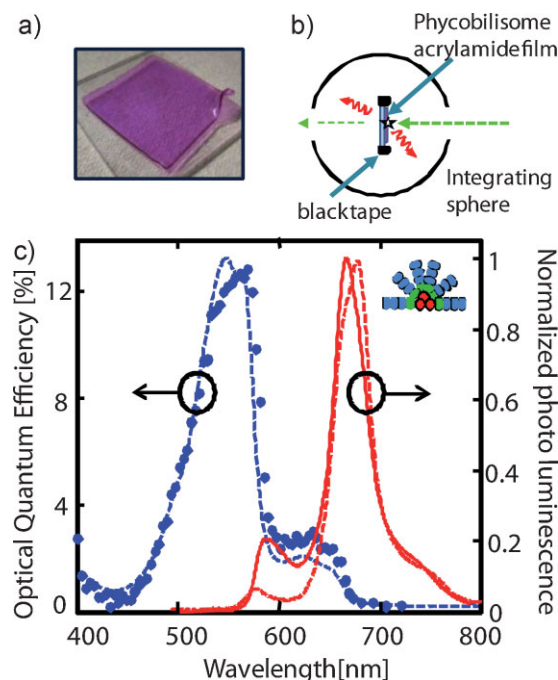 a)
b)
Phycobilisome
acrylamidefilm
blacktape
Integrating
sphere
c)
Optical Quantum Efficiency [%]
12
8
4
0
Normalized photo luminescence
1
0.8
0.6
0.4
0.2
0
400 500 600 700 800
Wavelength[nm]